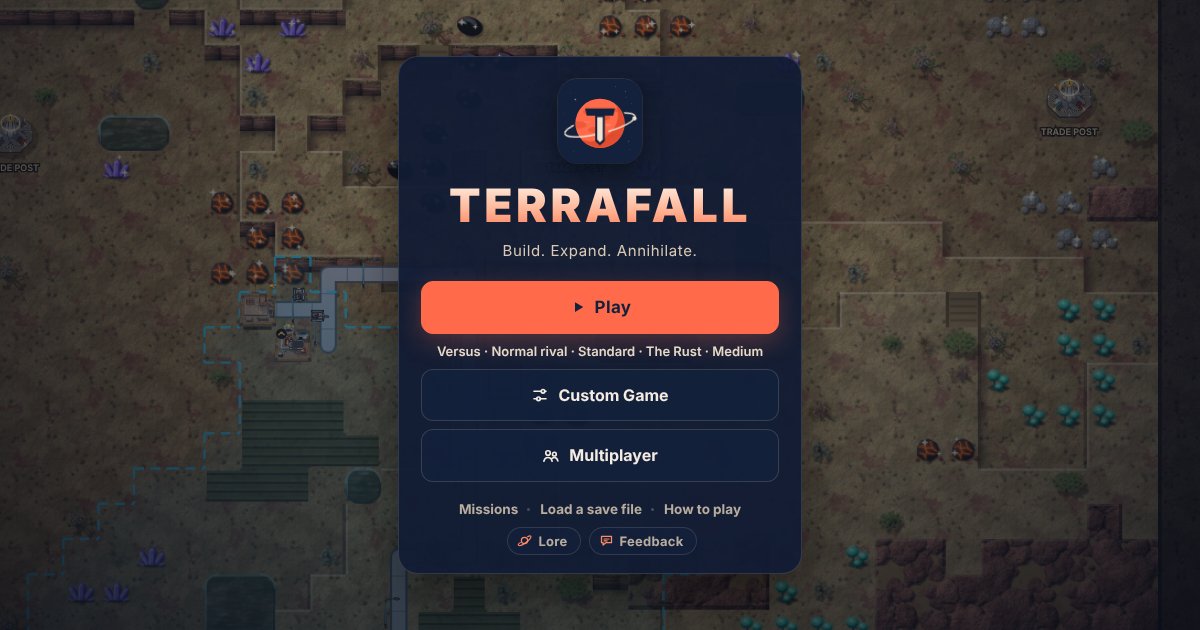 TERRAFALL
Build. Expand. Annihilate.
Play
Versus · Normal rival · Standard · The Rust · Medium
Custom Game
Multiplayer
Missions · Load a save file · How to play
Lore
Feedback
TRADE POST
DE POST